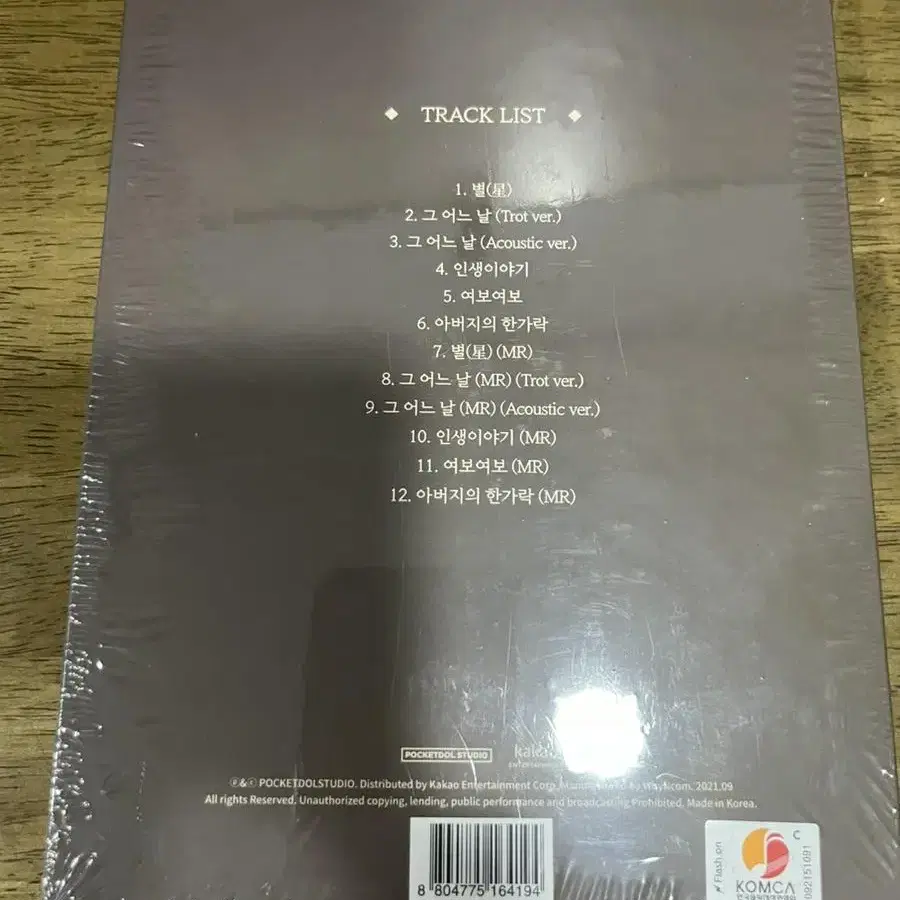 TRACK LIST
1. 별(星)
2. 그 어느 날 (Trot ver.)
3. 그 어느 날 (Acoustic ver.)
4. 인생이야기
5. 여보여보
6. 아버지의 한가락
7. 별(星) (MR)
8. 그 어느 날 (MR) (Trot ver.)
9. 그 어느 날 (MR) (Acoustic ver.)
10. 인생이야기 (MR)
11. 여보여보 (MR)
12. 아버지의 한가락 (MR)
POCKETDOL STUDIO
Ⓟ&ⓒ POCKETDOLSTUDIO. Distributed by Kakao Entertainment Corp. 2021.09
All rights Reserved. Unauthorized copying, lending, public performance and broadcasting Prohibited. Made in Korea.
8 804775 164194
Flash on
C
KOMCA
092151691